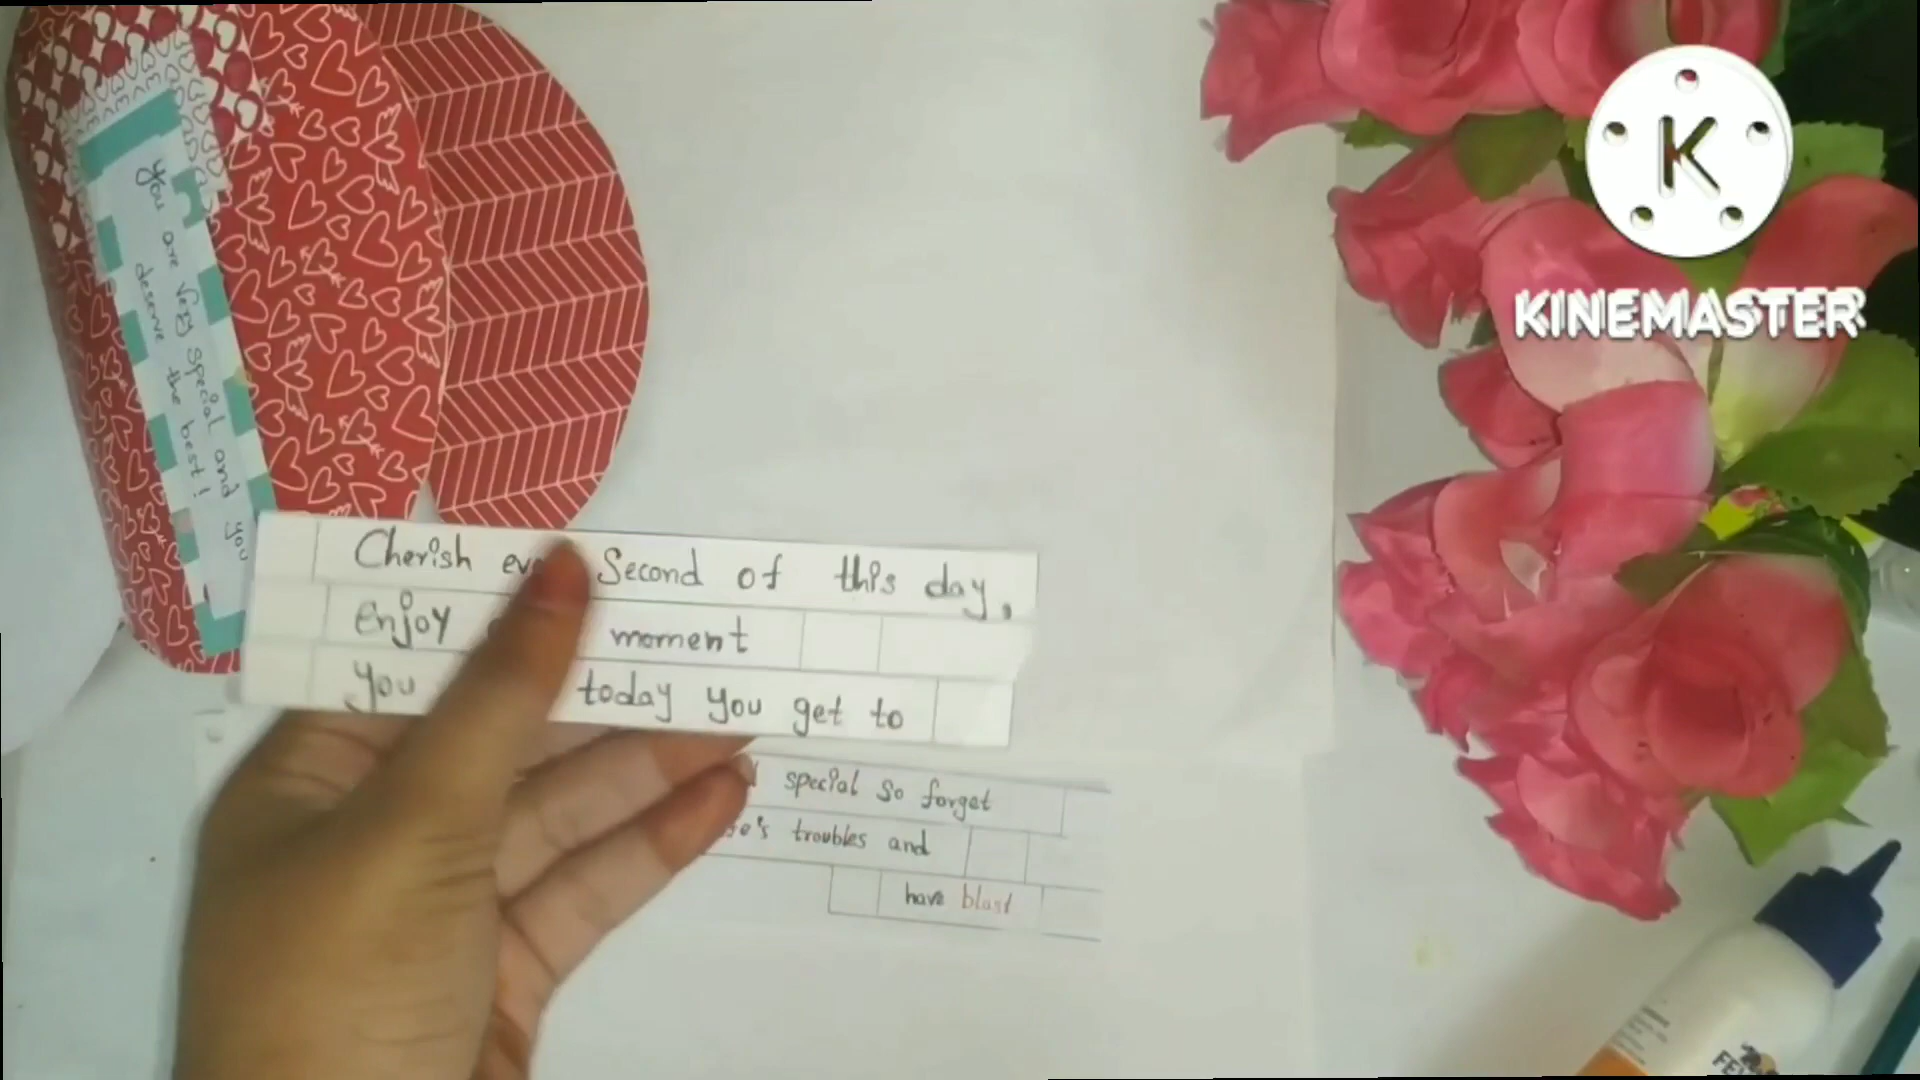 You are very special and you
deserve the best!
KINEMASTER
Cherish Second of this day,
Enjoy moment
you today you get to
special so forget
troubles and
have blast